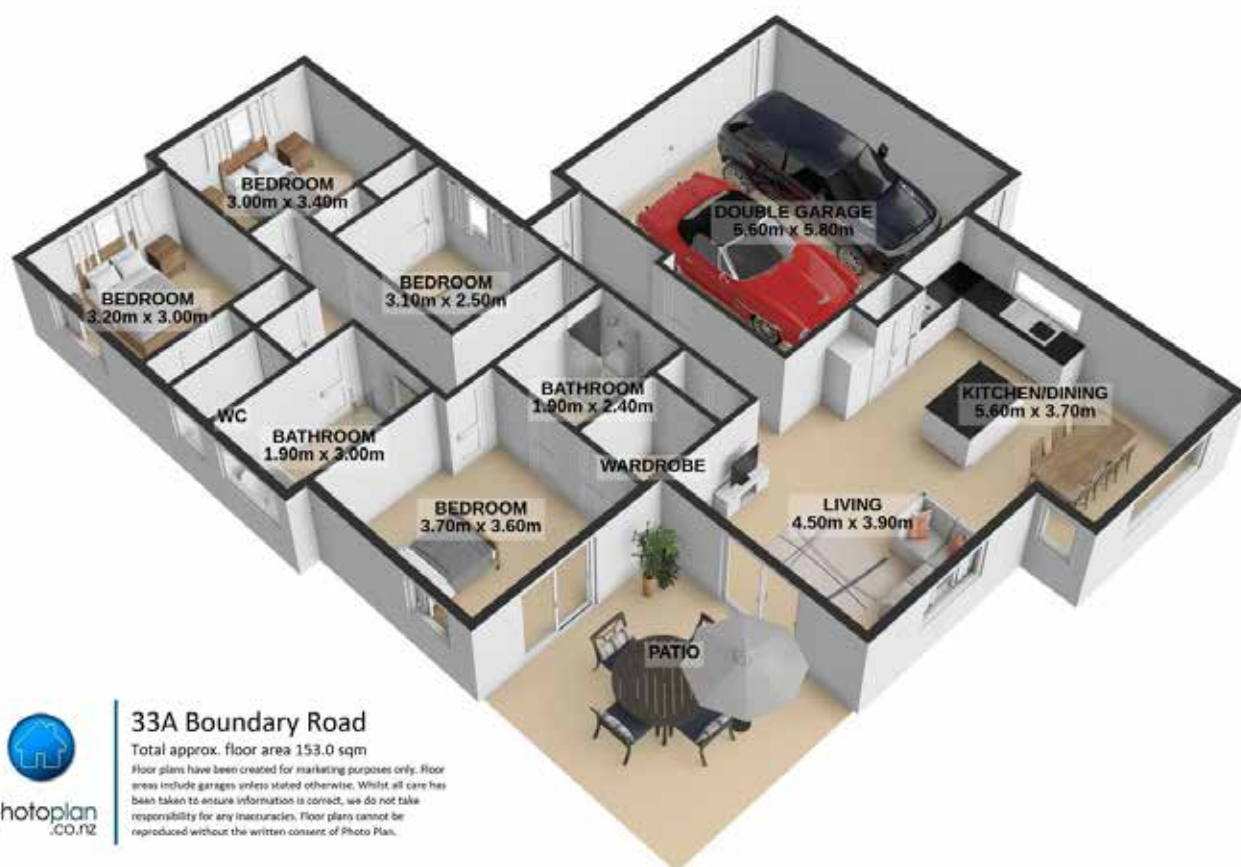 BEDROOM
3.00m x 3.40m
DOUBLE GARAGE
5.60m x 5.80m
BEDROOM
3.20m x 3.00m
BEDROOM
3.10m x 2.50m
BATHROOM
1.90m x 2.40m
KITCHEN/DINING
5.60m x 3.70m
WC
BATHROOM
1.90m x 3.00m
WARDROBE
BEDROOM
3.70m x 3.60m
LIVING
4.50m x 3.90m
PATIO
33A Boundary Road
Total approx. floor area 153.0 sqm
Floor plans have been created for marketing purposes only. Floor
areas include garages unless stated otherwise. Whilst all care has
been taken to ensure information is correct, we do not take
responsibility for any inaccuracies. Floor plans cannot be
reproduced without the written consent of Photo Plan.
hotoplan
.co.nz